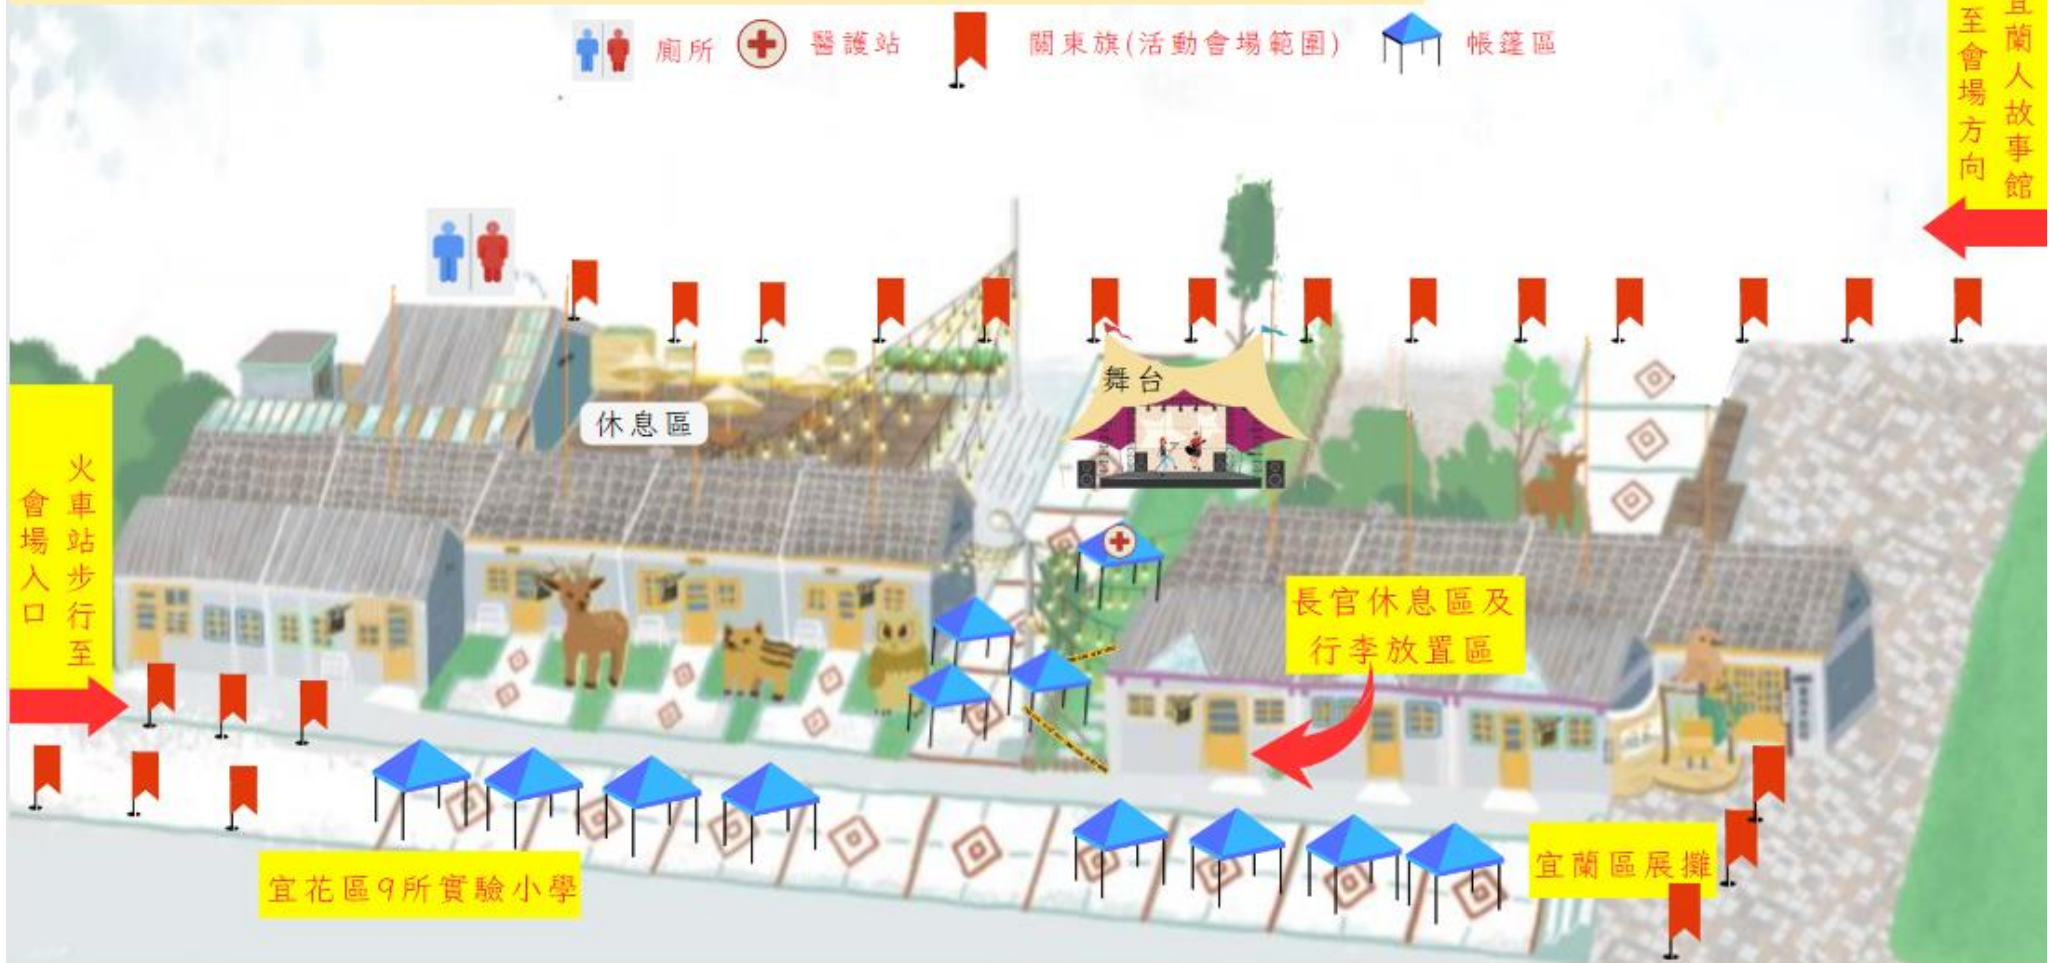 廁所
醫護站
關東旗(活動會場範圍)
帳篷區
宜蘭人故事館
至會場方向
舞台
休息區
火車站步行至
會場入口
長官休息區及
行李放置區
宜花區9所實驗小學
宜蘭區展攤